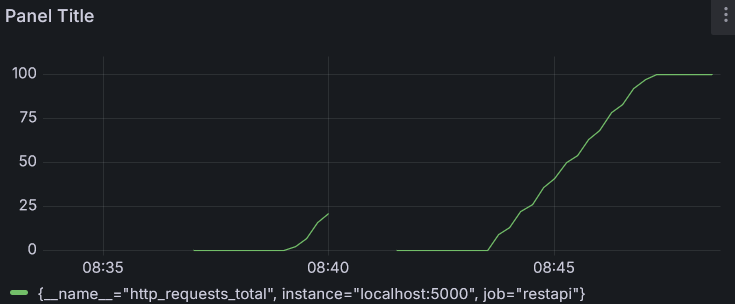 Panel Title
100
75
50
25
0
08:35 08:40 08:45
{__name__="http_requests_total", instance="localhost:5000", job="restapi"}